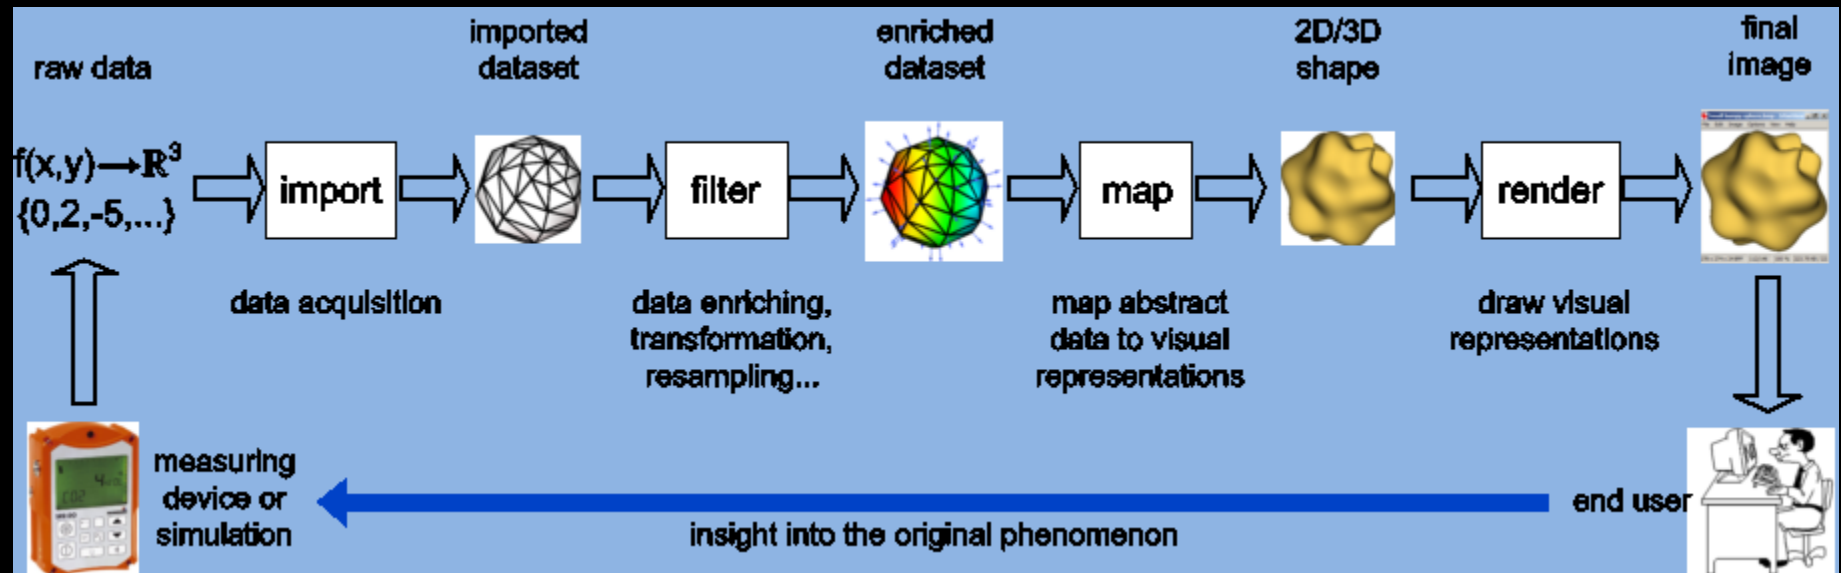 raw data
imported
dataset
enriched
dataset
2D/3D
shape
final
image
f(x,y)→ℝ³
{0,2,-5,...}
import
filter
map
render
data acquisition
data enriching,
transformation,
resampling...
map abstract
data to visual
representations
draw visual
representations
measuring
device or
simulation
insight into the original phenomenon
end user
CO2